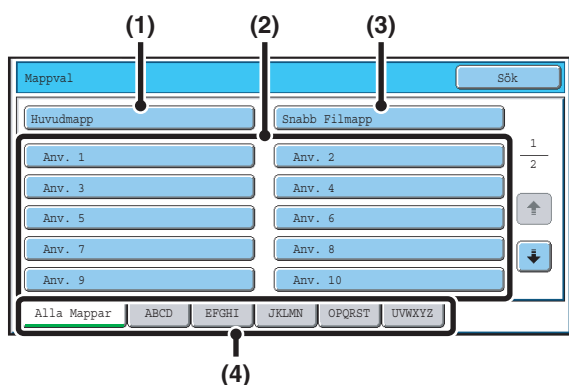 (1) (2) (3)
Mappval Sök
Huvudmapp Snabb Filmapp
Anv. 1 Anv. 2 1
2
Anv. 3 Anv. 4
Anv. 5 Anv. 6
Anv. 7 Anv. 8
Anv. 9 Anv. 10
Alla Mappar ABCD EFGHI JKLMN OPQRST UVWXYZ
(4)